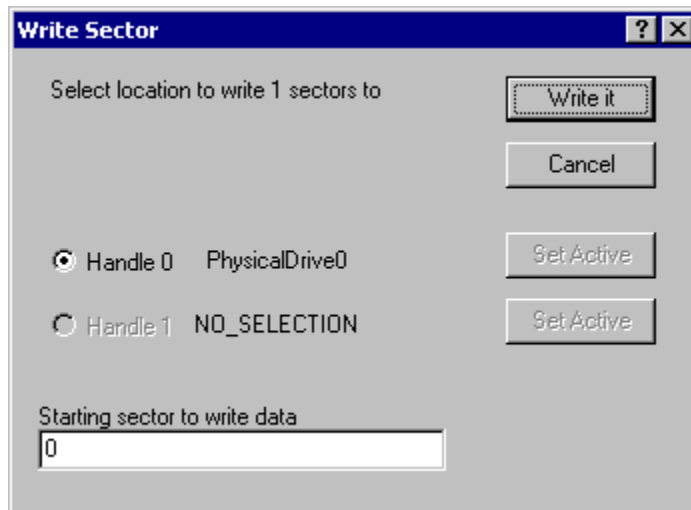 Write Sector
Select location to write 1 sectors to
Write it
Cancel
Handle 0 PhysicalDrive0 Set Active
Handle 1 NO_SELECTION Set Active
Starting sector to write data
0